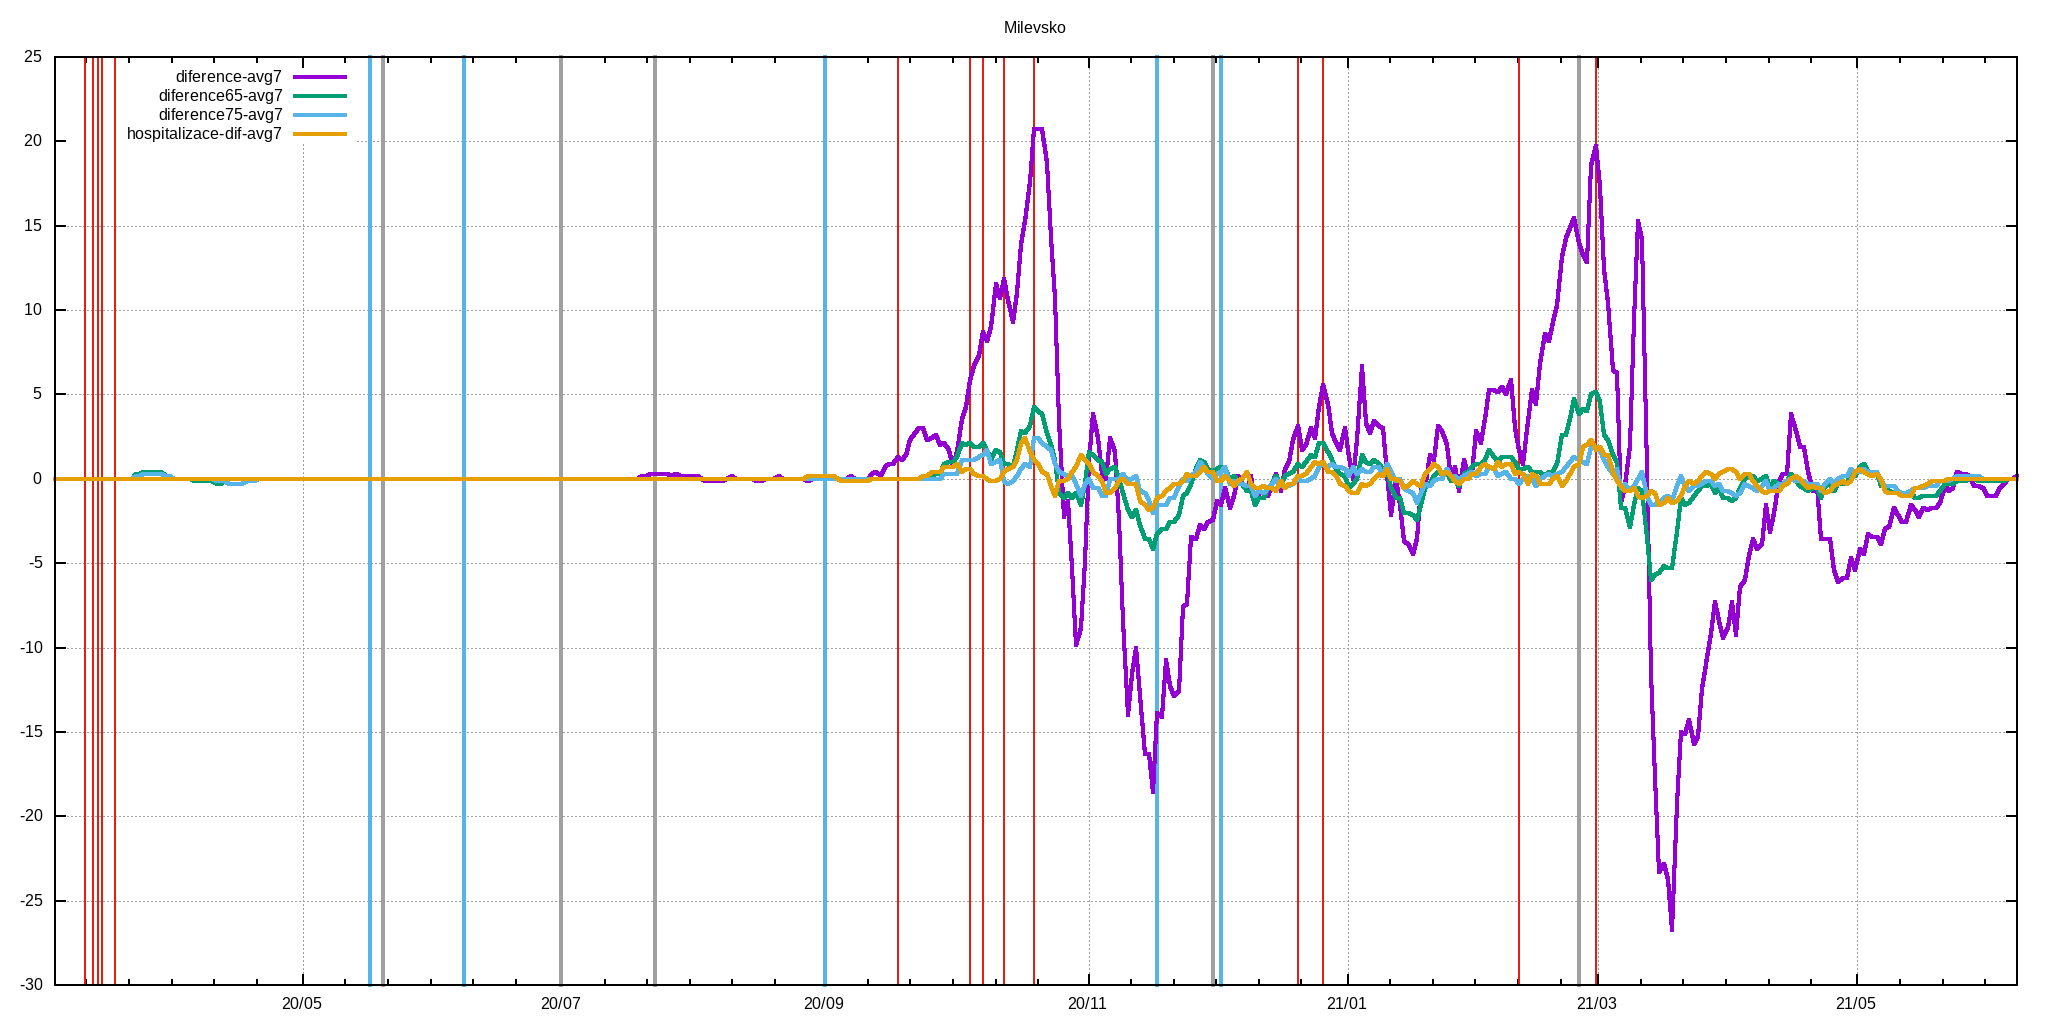 Milevsko
25
20
15
10
5
0
-5
-10
-15
-20
-25
-30
diference-avg7
diference65-avg7
diference75-avg7
hospitalizace-dif-avg7
20/05 20/07 20/09 20/11 21/01 21/03 21/05